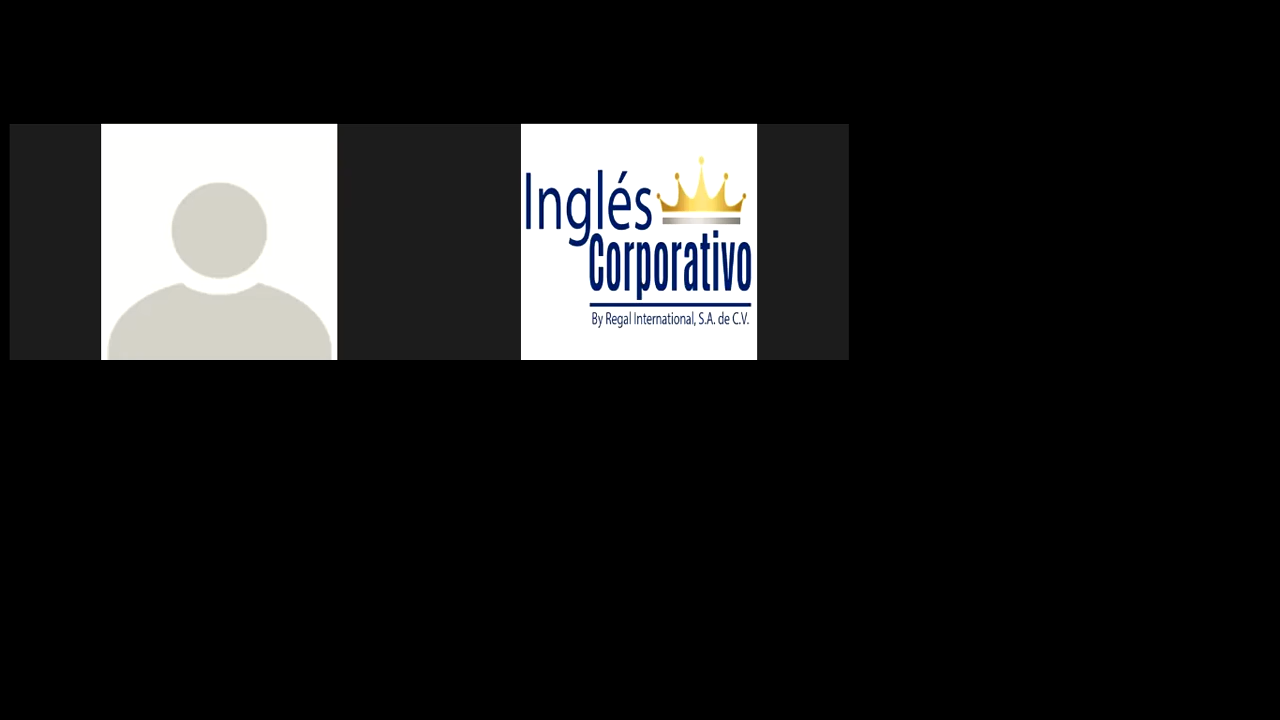 Inglés
Corporativo
By Regal International, S.A. de C.V.